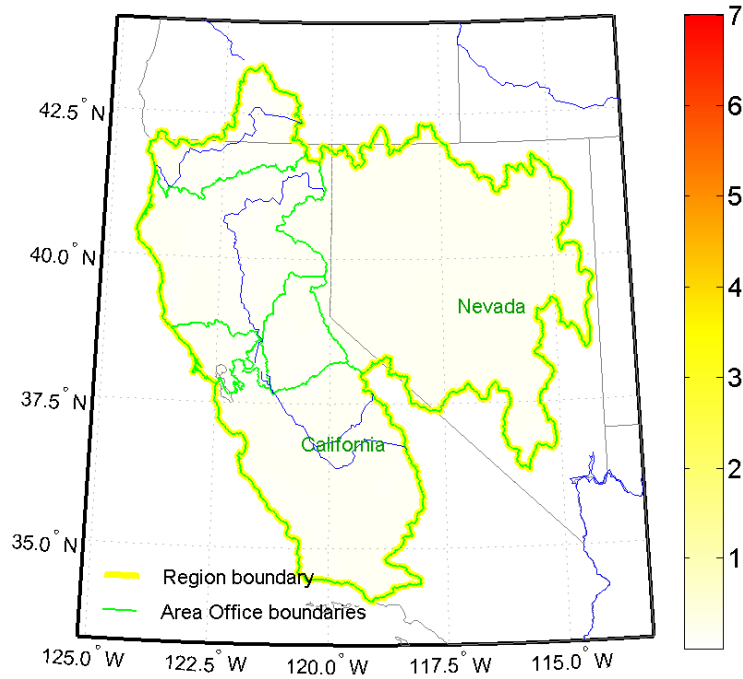 42.5° N
40.0° N
37.5° N
35.0° N
125.0° W
122.5° W
120.0° W
117.5° W
115.0° W
Nevada
California
Region boundary
Area Office boundaries
7
6
5
4
3
2
1